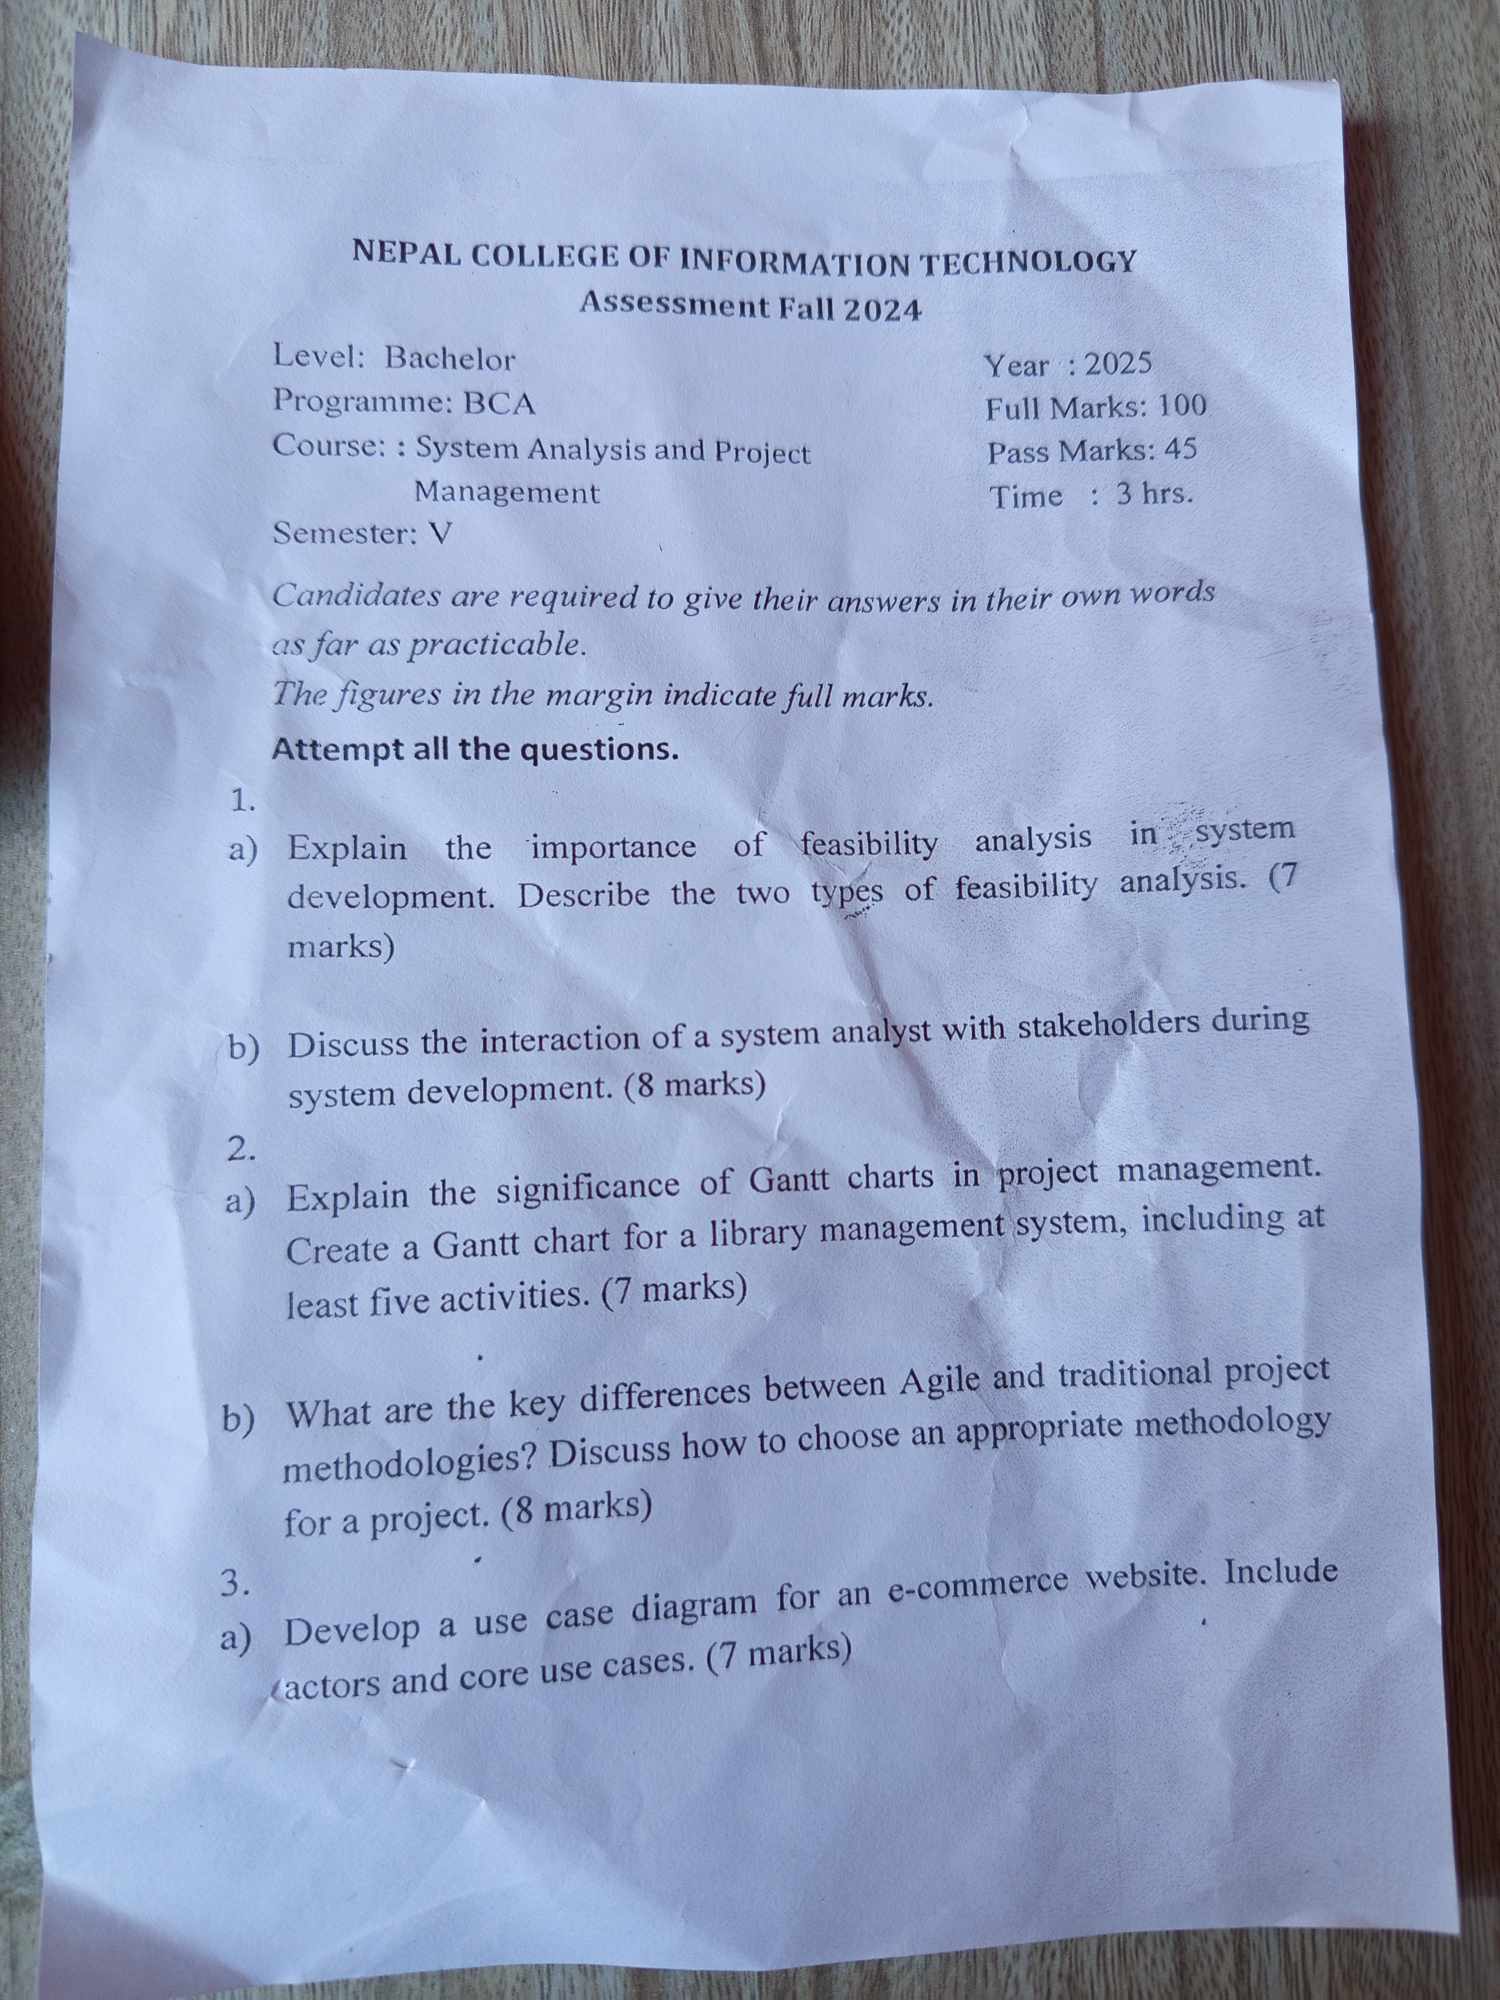 NEPAL COLLEGE OF INFORMATION TECHNOLOGY
Assessment Fall 2024
Level: Bachelor Year : 2025
Programme: BCA Full Marks: 100
Course: : System Analysis and Project Pass Marks: 45
Management Time : 3 hrs.
Semester: V
Candidates are required to give their answers in their own words
as far as practicable.
The figures in the margin indicate full marks.
Attempt all the questions.
1.
a) Explain the importance of feasibility analysis in system
development. Describe the two types of feasibility analysis. (7
marks)
b) Discuss the interaction of a system analyst with stakeholders during
system development. (8 marks)
2.
a) Explain the significance of Gantt charts in project management.
Create a Gantt chart for a library management system, including at
least five activities. (7 marks)
b) What are the key differences between Agile and traditional project
methodologies? Discuss how to choose an appropriate methodology
for a project. (8 marks)
3.
a) Develop a use case diagram for an e-commerce website. Include
actors and core use cases. (7 marks)